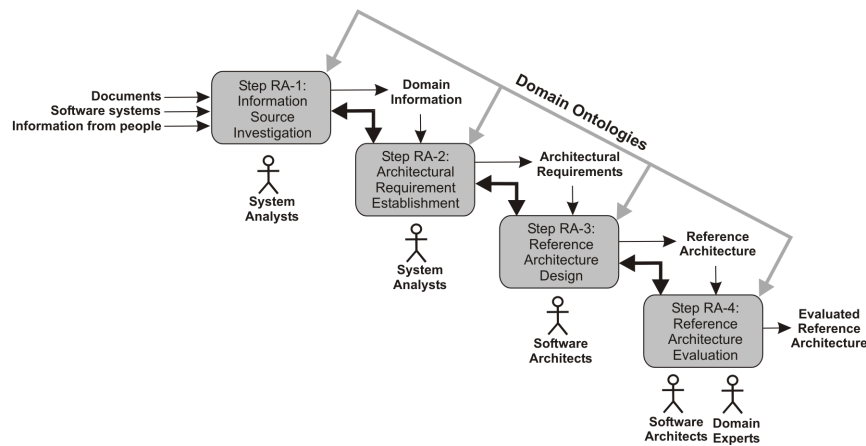 Documents
Software systems
Information from people
Step RA-1:
Information
Source
Investigation
System
Analysts
Domain
Information
Domain Ontologies
Step RA-2:
Architectural
Requirement
Establishment
System
Analysts
Architectural
Requirements
Step RA-3:
Reference
Architecture
Design
Software
Architects
Reference
Architecture
Step RA-4:
Reference
Architecture
Evaluation
Software
Architects
Domain
Experts
Evaluated
Reference
Architecture